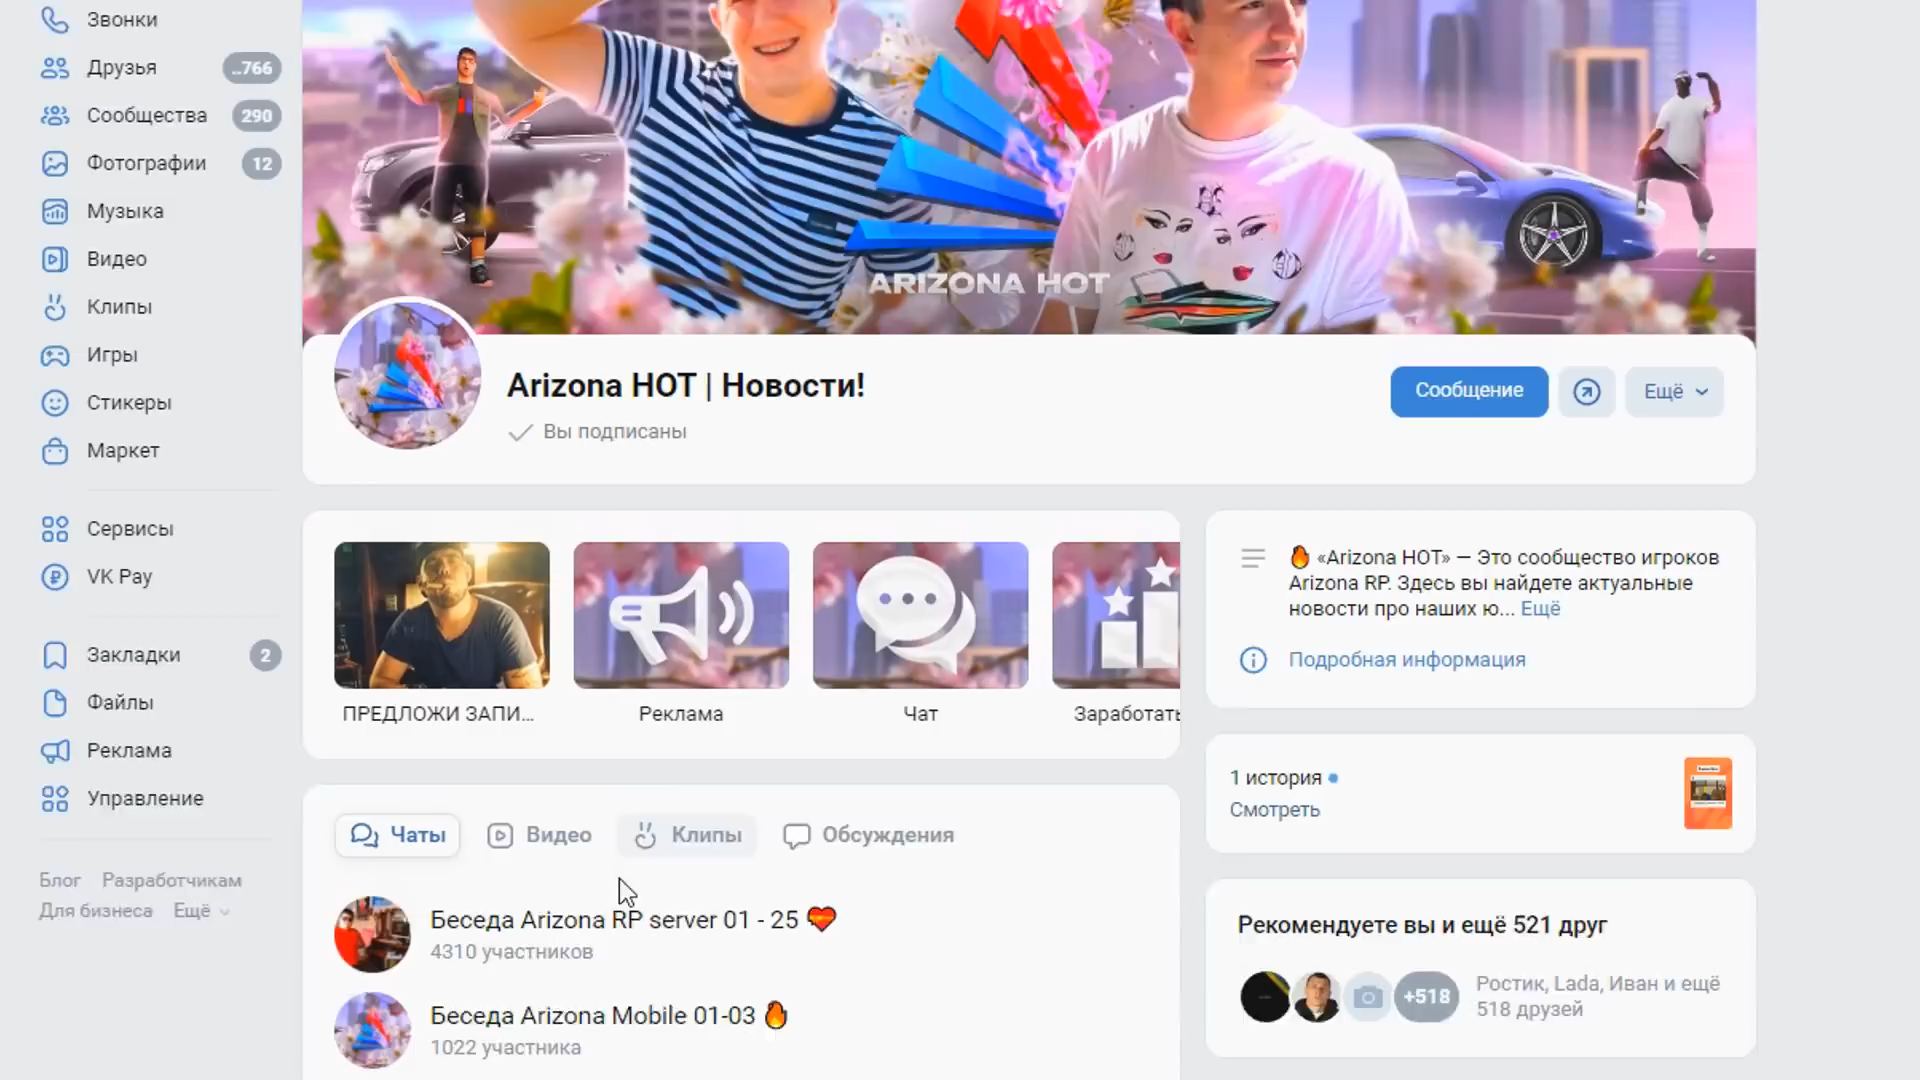 Звонки
Друзья
..766
Сообщества
290
Фотографии
12
Музыка
Видео
Клипы
Игры
Стикеры
Маркет
Сервисы
VK Pay
Закладки
2
Файлы
Реклама
Управление
Блог Разработчикам
Для бизнеса Ещё
ARIZONA HOT
Arizona HOT | Новости!
Вы подписаны
Сообщение
Ещё
ПРЕДЛОЖИ ЗАПИ...
Реклама
Чат
Заработать
🔥 «Arizona HOT» — Это сообщество игроков
Arizona RP. Здесь вы найдете актуальные
новости про наших ю... Ещё
Подробная информация
1 история
Смотреть
Чаты
Видео
Клипы
Обсуждения
Беседа Arizona RP server 01 - 25
4310 участников
Беседа Arizona Mobile 01-03 🔥
1022 участника
Рекомендуете вы и ещё 521 друг
+518
Ростик, Lada, Иван и ещё
518 друзей